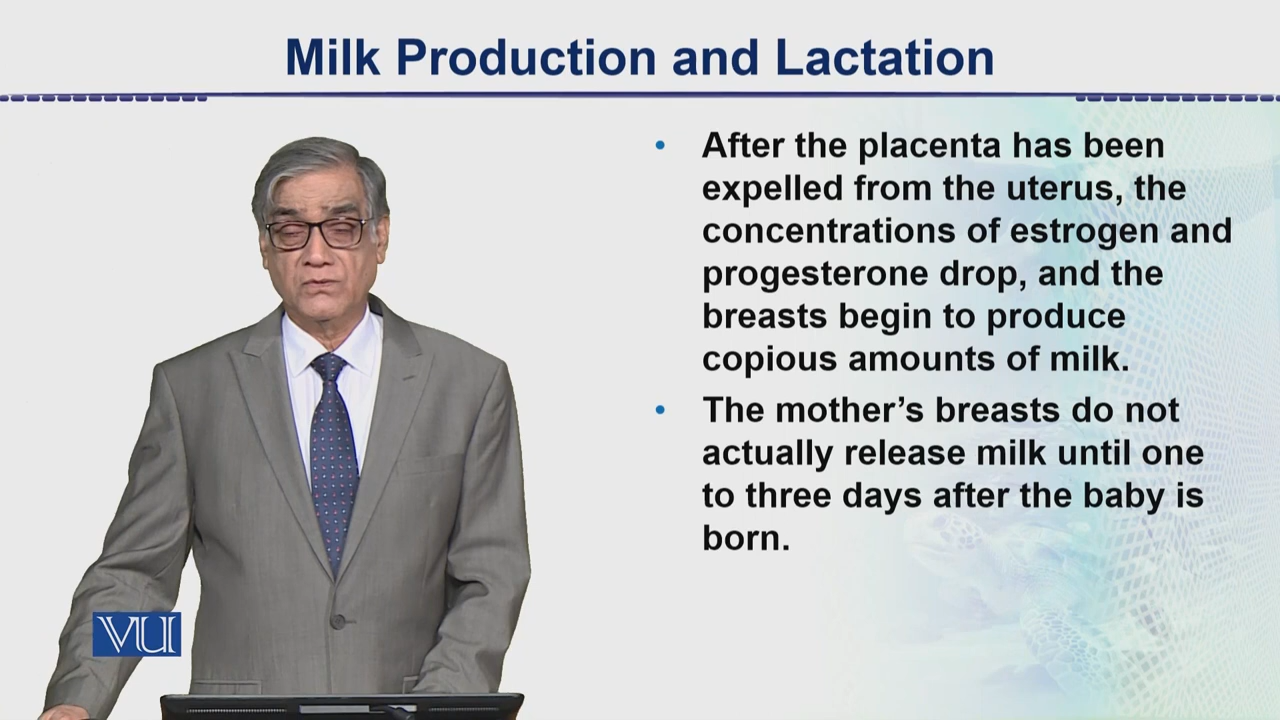 Milk Production and Lactation
• After the placenta has been
expelled from the uterus, the
concentrations of estrogen and
progesterone drop, and the
breasts begin to produce
copious amounts of milk.
• The mother’s breasts do not
actually release milk until one
to three days after the baby is
born.
VU